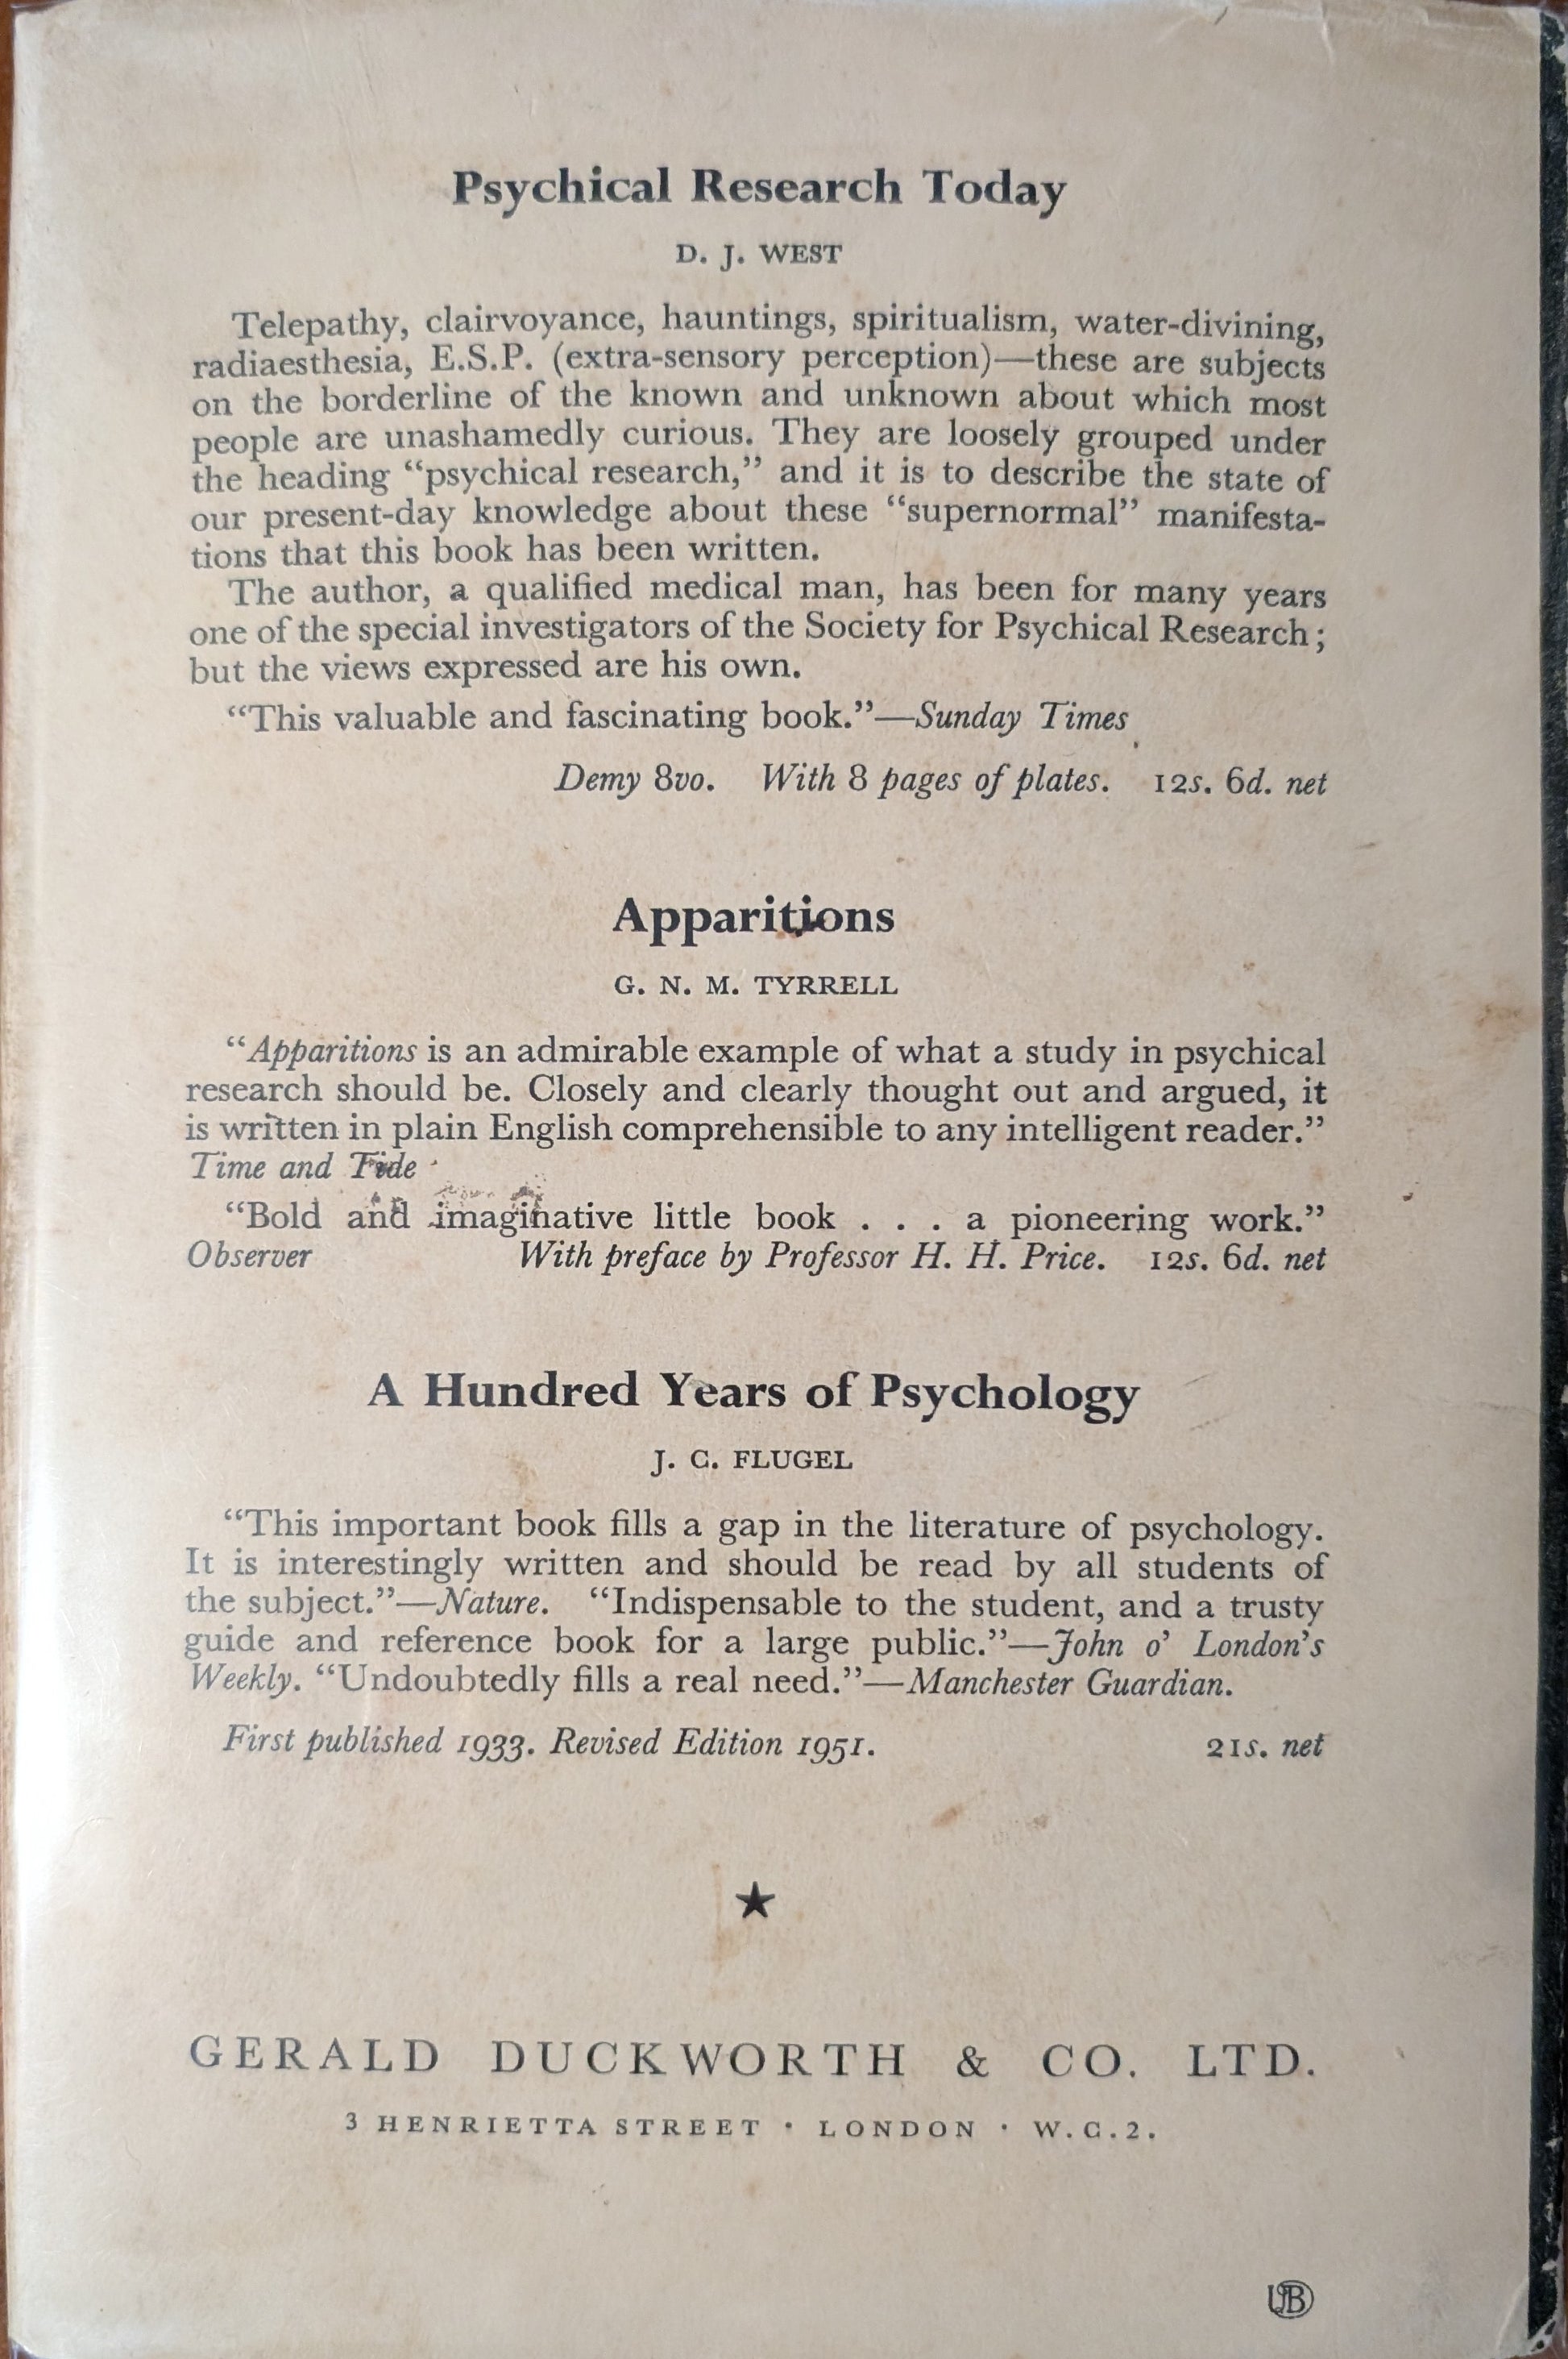 Psychical Research Today
D. J. WEST
Telepathy, clairvoyance, hauntings, spiritualism, water-divining,
radiaesthesia, E.S.P. (extra-sensory perception)—these are subjects
on the borderline of the known and unknown about which most
people are unashamedly curious. They are loosely grouped under
the heading “psychical research,” and it is to describe the state of
our present-day knowledge about these “supernormal” manifesta-
tions that this book has been written.
The author, a qualified medical man, has been for many years
one of the special investigators of the Society for Psychical Research;
but the views expressed are his own.
“This valuable and fascinating book.”—Sunday Times
Demy 8vo. With 8 pages of plates. 12s. 6d. net
Apparitions
G. N. M. TYRRELL
“Apparitions is an admirable example of what a study in psychical
research should be. Closely and clearly thought out and argued, it
is written in plain English comprehensible to any intelligent reader.”
Time and Tide
“Bold and imaginative little book . . . a pioneering work.”
Observer With preface by Professor H. H. Price. 12s. 6d. net
A Hundred Years of Psychology
J. C. FLUGEL
“This important book fills a gap in the literature of psychology.
It is interestingly written and should be read by all students of
the subject.”—Nature. “Indispensable to the student, and a trusty
guide and reference book for a large public.”—John o’ London’s
Weekly. “Undoubtedly fills a real need.”—Manchester Guardian.
First published 1933. Revised Edition 1951. 21s. net
GERALD DUCKWORTH & CO. LTD.
3 HENRIETTA STREET · LONDON · W.C.2.